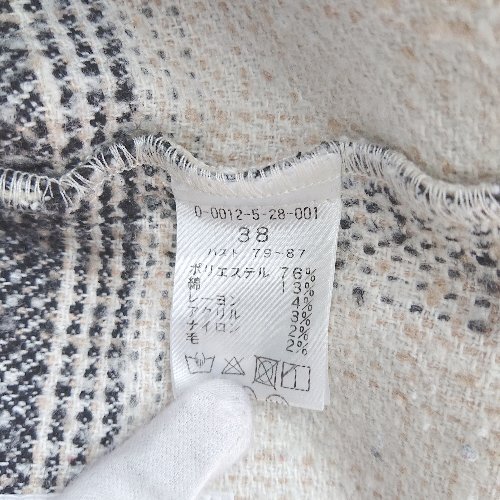 0-0012-5-28-001
38
バスト 79-87
ポリエステル 76%
綿 13%
レーヨン 4%
アクリル 3%
ナイロン 2%
毛 2%